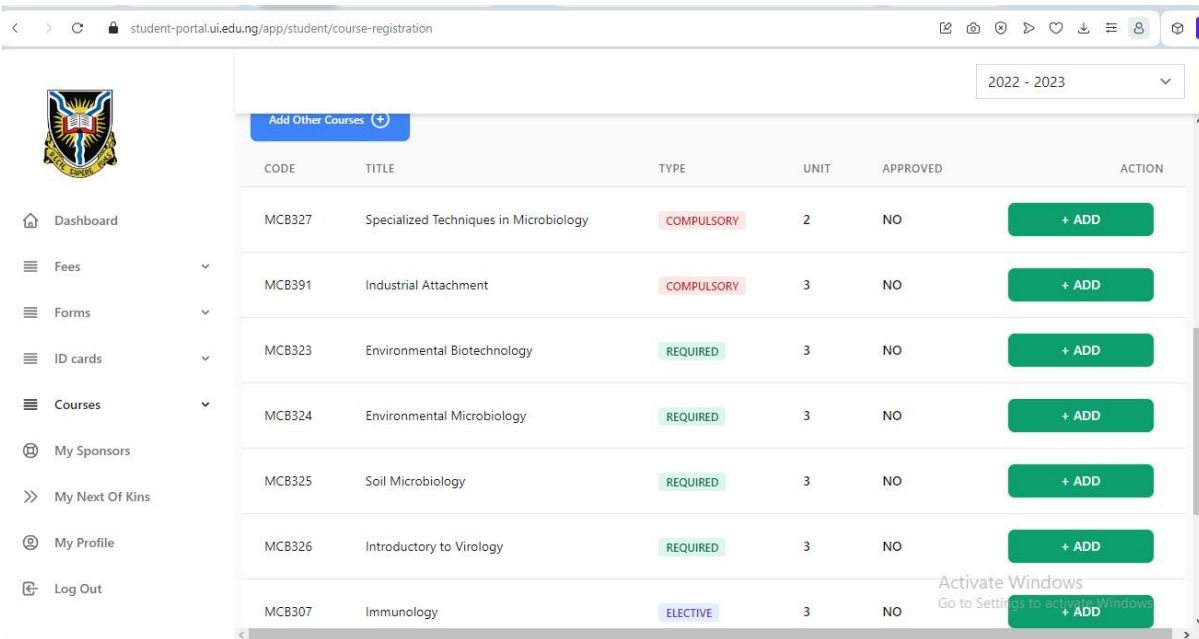 student-portal.ui.edu.ng/app/student/course-registration
2022 - 2023
RECTE SAPERE FONS
Dashboard
Fees
Forms
ID cards
Courses
My Sponsors
My Next Of Kins
My Profile
Log Out
Add Other Courses
CODE TITLE TYPE UNIT APPROVED ACTION
MCB327 Specialized Techniques in Microbiology COMPULSORY 2 NO + ADD
MCB391 Industrial Attachment COMPULSORY 3 NO + ADD
MCB323 Environmental Biotechnology REQUIRED 3 NO + ADD
MCB324 Environmental Microbiology REQUIRED 3 NO + ADD
MCB325 Soil Microbiology REQUIRED 3 NO + ADD
MCB326 Introductory to Virology REQUIRED 3 NO + ADD
MCB307 Immunology ELECTIVE 3 NO + ADD
Activate Windows
Go to Settings to activate Windows.